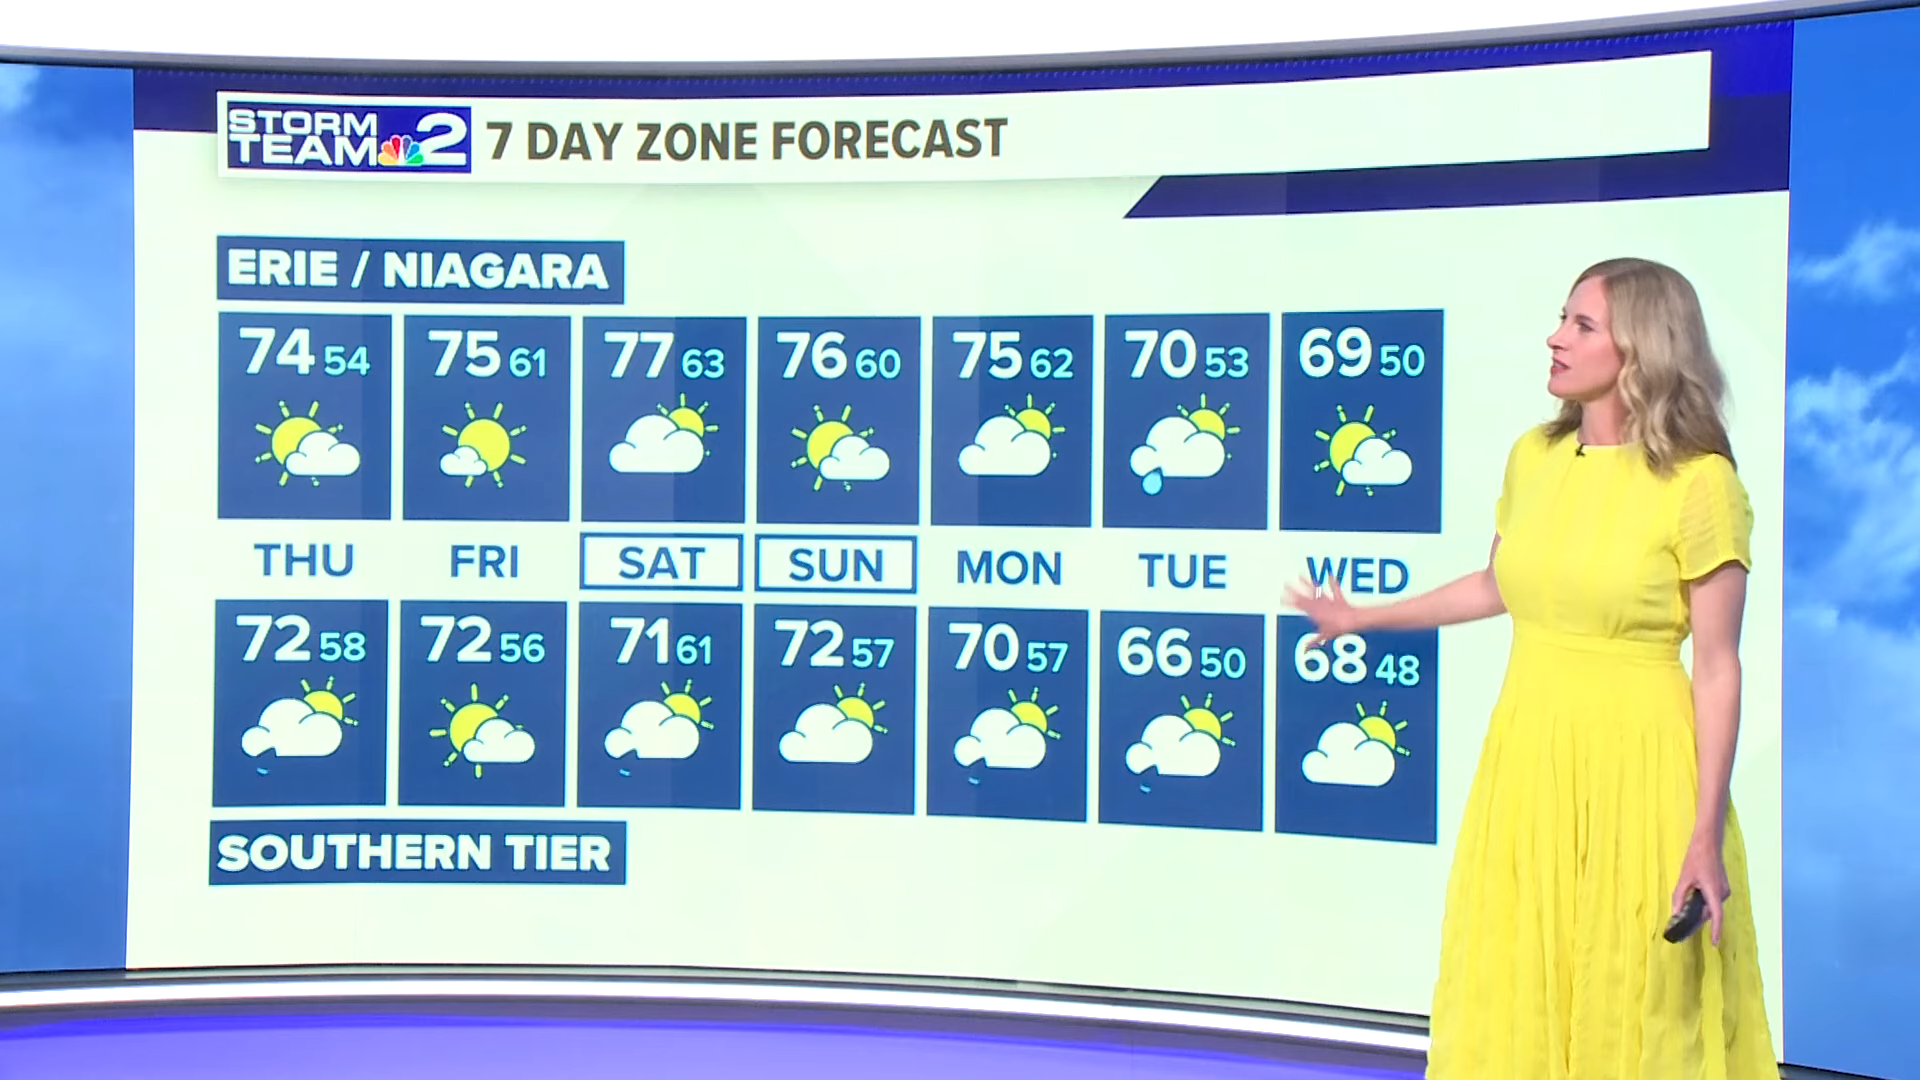 STORM
TEAM 2
7 DAY ZONE FORECAST
ERIE / NIAGARA
74 54 75 61 77 63 76 60 75 62 70 53 69 50
THU FRI SAT SUN MON TUE WED
72 58 72 56 71 61 72 57 70 57 66 50 68 48
SOUTHERN TIER